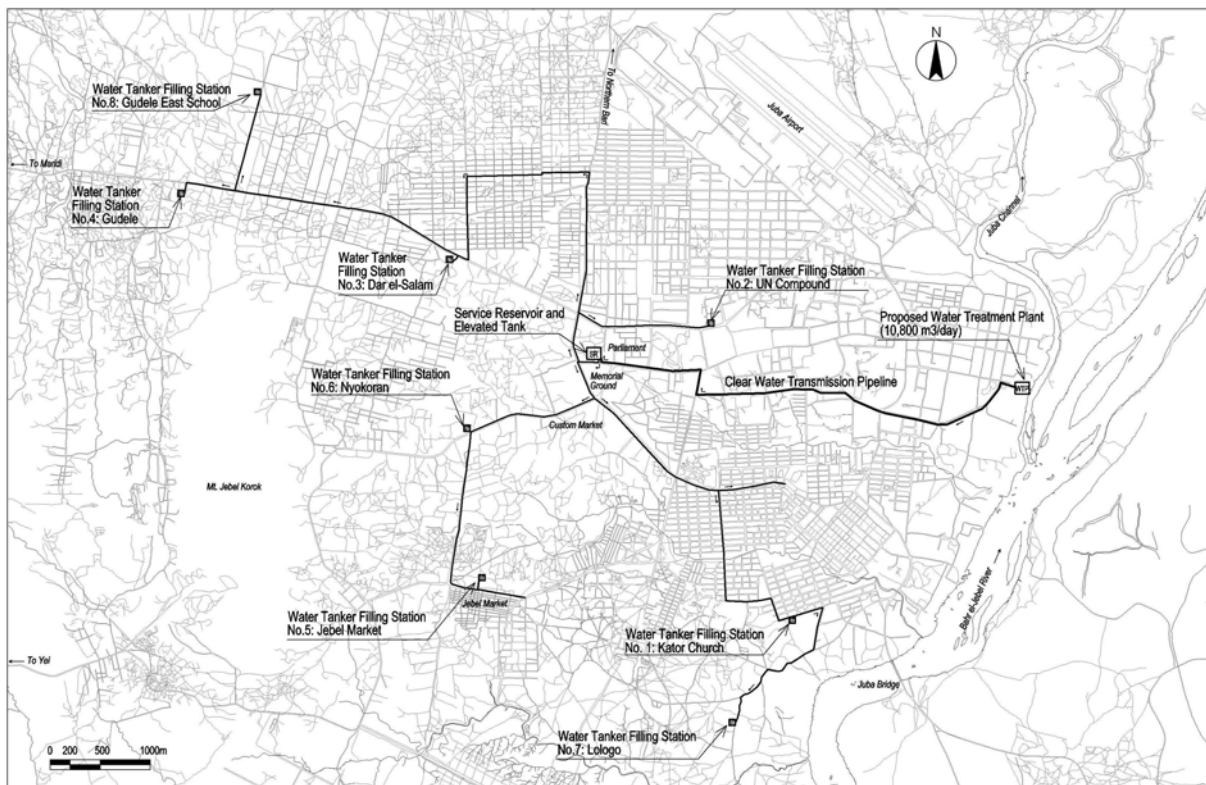 N
Water Tanker Filling Station
No.8: Gudele East School
To Northern Bari
Juba Airport
To Maridi
Water Tanker
Filling Station
No.4: Gudele
Juba Channel
Water Tanker
Filling Station
No.3: Dar el-Salam
Water Tanker Filling Station
No.2: UN Compound
Service Reservoir and
Elevated Tank
Proposed Water Treatment Plant
(10,800 m3/day)
SR
Parliament
Water Tanker Filling Station
No.6: Nyokoran
Memorial
Ground
Clear Water Transmission Pipeline
WTP
Custom Market
Mt. Jebel Korok
Water Tanker Filling Station
No.5: Jebel Market
Jebel Market
Bahr el-Jebel River
Water Tanker Filling Station
No. 1: Kator Church
To Yei
Juba Bridge
Water Tanker Filling Station
No.7: Lologo
0 200 500 1000m